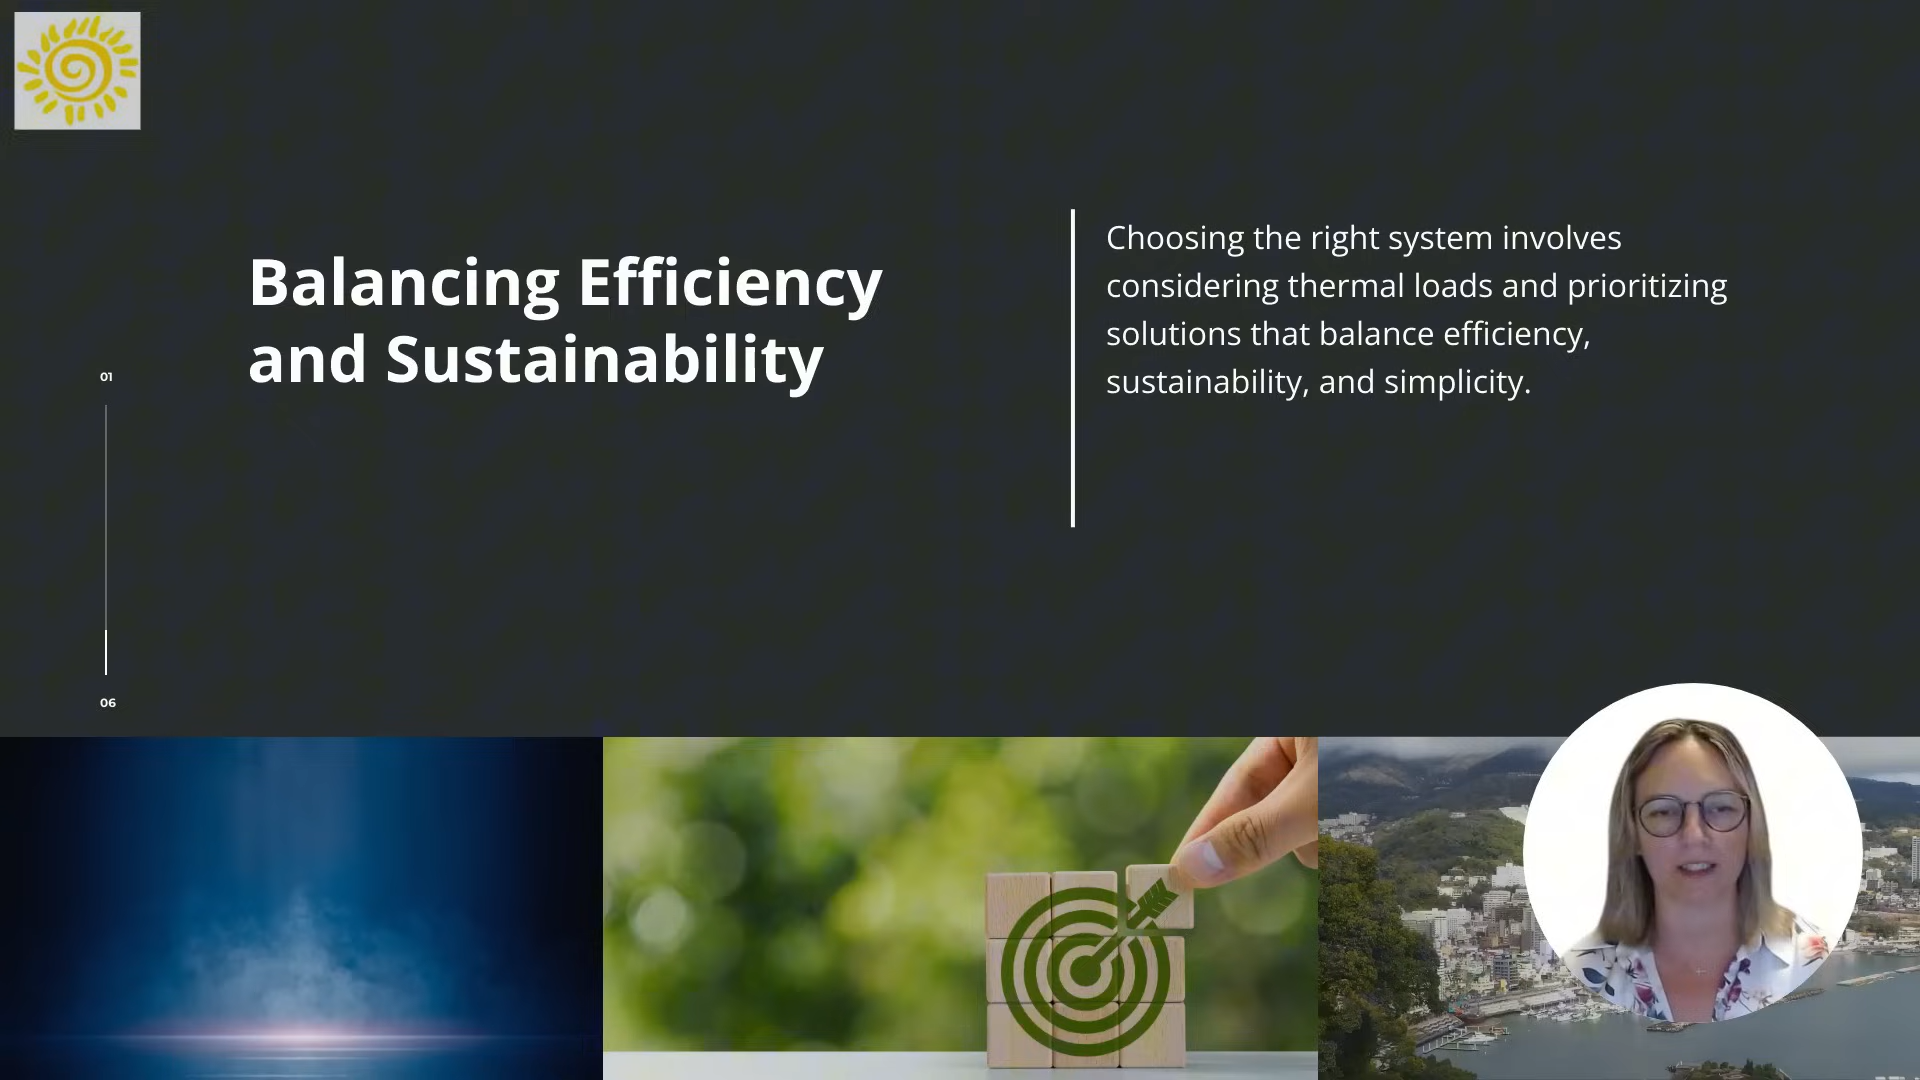 Balancing Efficiency
and Sustainability
Choosing the right system involves
considering thermal loads and prioritizing
solutions that balance efficiency,
sustainability, and simplicity.
01
06